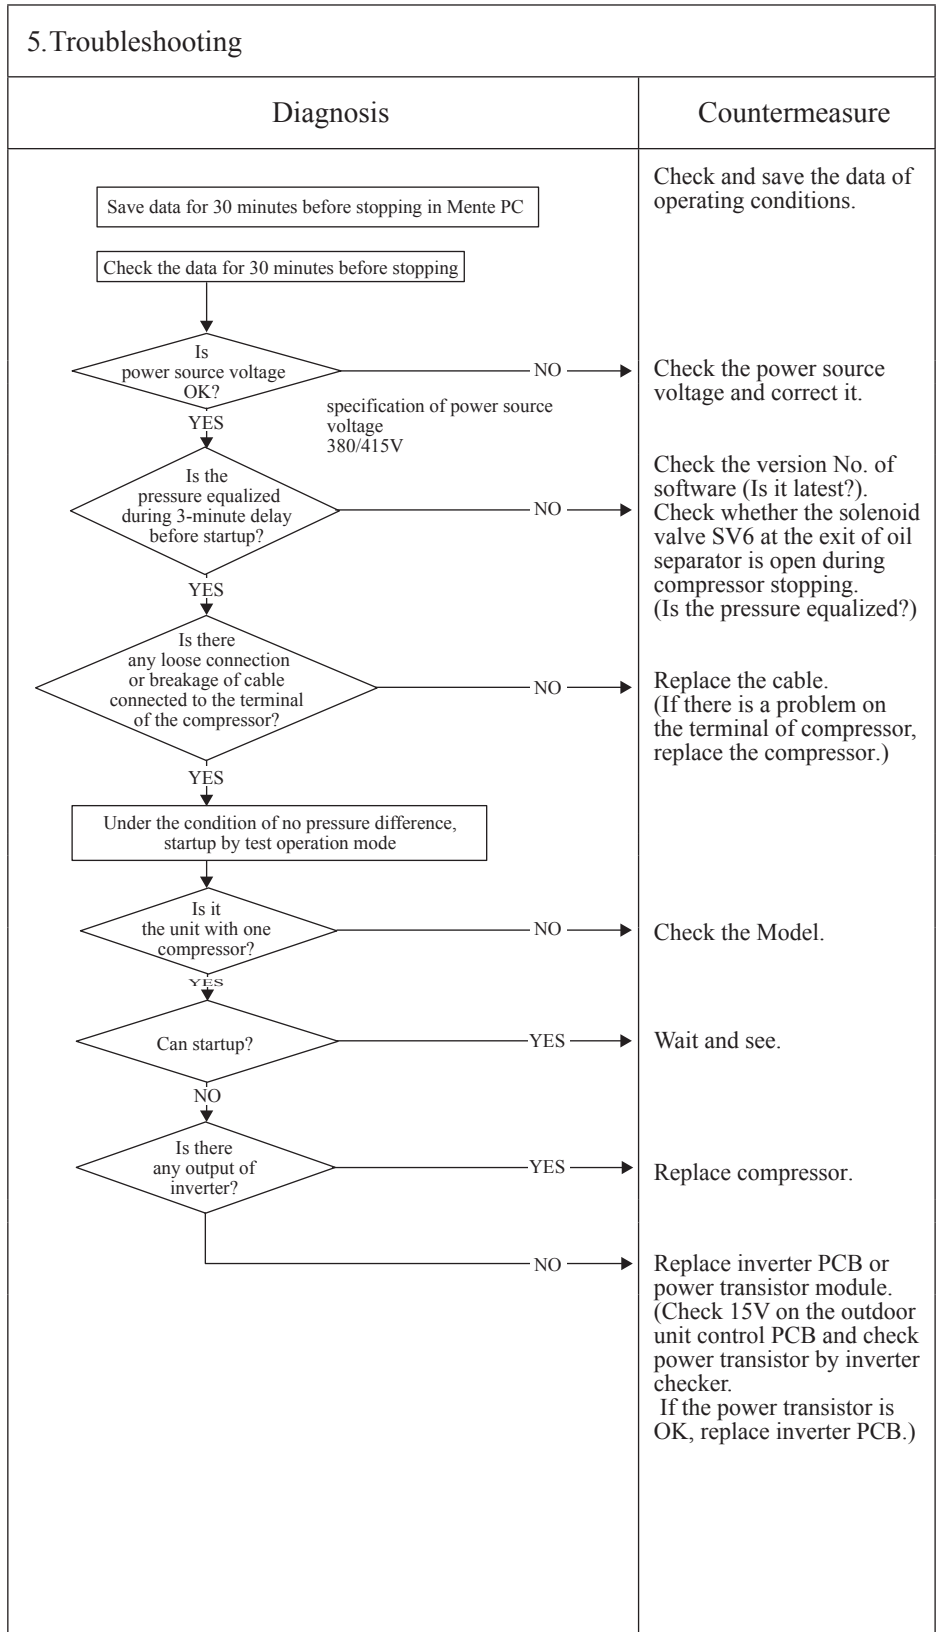 5.Troubleshooting
Diagnosis
Countermeasure
Save data for 30 minutes before stopping in Mente PC
Check and save the data of
operating conditions.
Check the data for 30 minutes before stopping
Is
power source voltage
OK?
NO
Check the power source
voltage and correct it.
specification of power source
voltage
380/415V
YES
Is the
pressure equalized
during 3-minute delay
before startup?
NO
Check the version No. of
software (Is it latest?).
Check whether the solenoid
valve SV6 at the exit of oil
separator is open during
compressor stopping.
(Is the pressure equalized?)
YES
Is there
any loose connection
or breakage of cable
connected to the terminal
of the compressor?
NO
Replace the cable.
(If there is a problem on
the terminal of compressor,
replace the compressor.)
YES
Under the condition of no pressure difference,
startup by test operation mode
Is it
the unit with one
compressor?
NO
Check the Model.
YES
Can startup?
YES
Wait and see.
NO
Is there
any output of
inverter?
YES
Replace compressor.
NO
Replace inverter PCB or
power transistor module.
(Check 15V on the outdoor
unit control PCB and check
power transistor by inverter
checker.
If the power transistor is
OK, replace inverter PCB.)